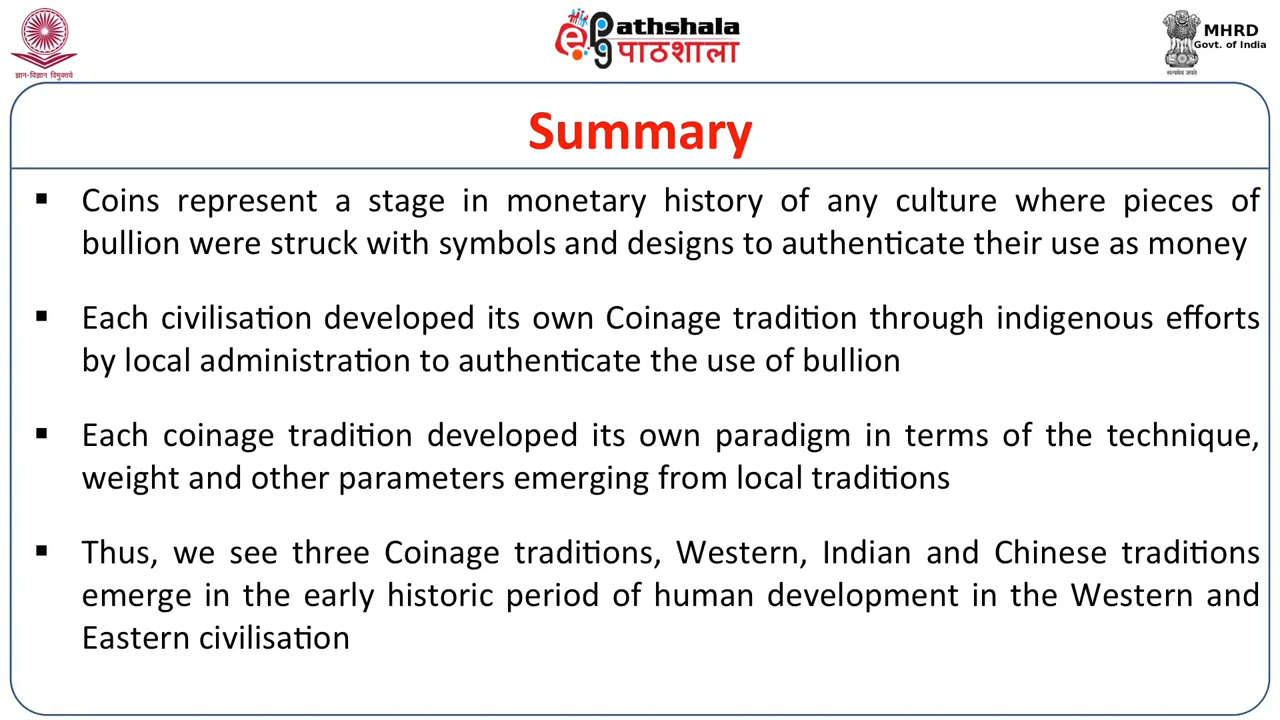 ज्ञान-विज्ञान विमुक्तये
ePathshala
पाठशाला
MHRD
Govt. of India
सत्यमेव जयते
Summary
Coins represent a stage in monetary history of any culture where pieces of
bullion were struck with symbols and designs to authenticate their use as money
Each civilisation developed its own Coinage tradition through indigenous efforts
by local administration to authenticate the use of bullion
Each coinage tradition developed its own paradigm in terms of the technique,
weight and other parameters emerging from local traditions
Thus, we see three Coinage traditions, Western, Indian and Chinese traditions
emerge in the early historic period of human development in the Western and
Eastern civilisation